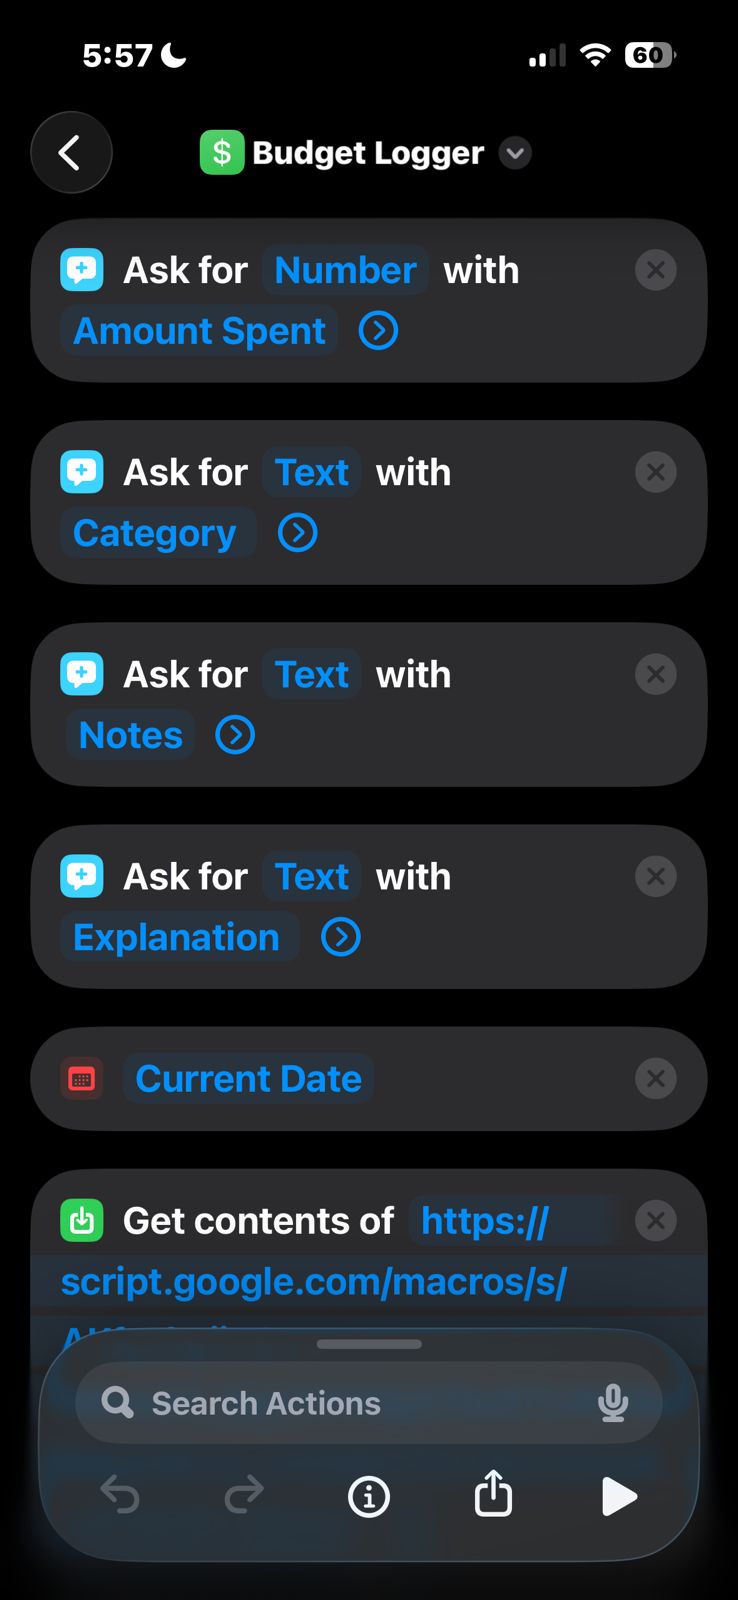 5:57 60
$ Budget Logger
Ask for Number with
Amount Spent
Ask for Text with
Category
Ask for Text with
Notes
Ask for Text with
Explanation
Current Date
Get contents of https://
script.google.com/macros/s/
Search Actions